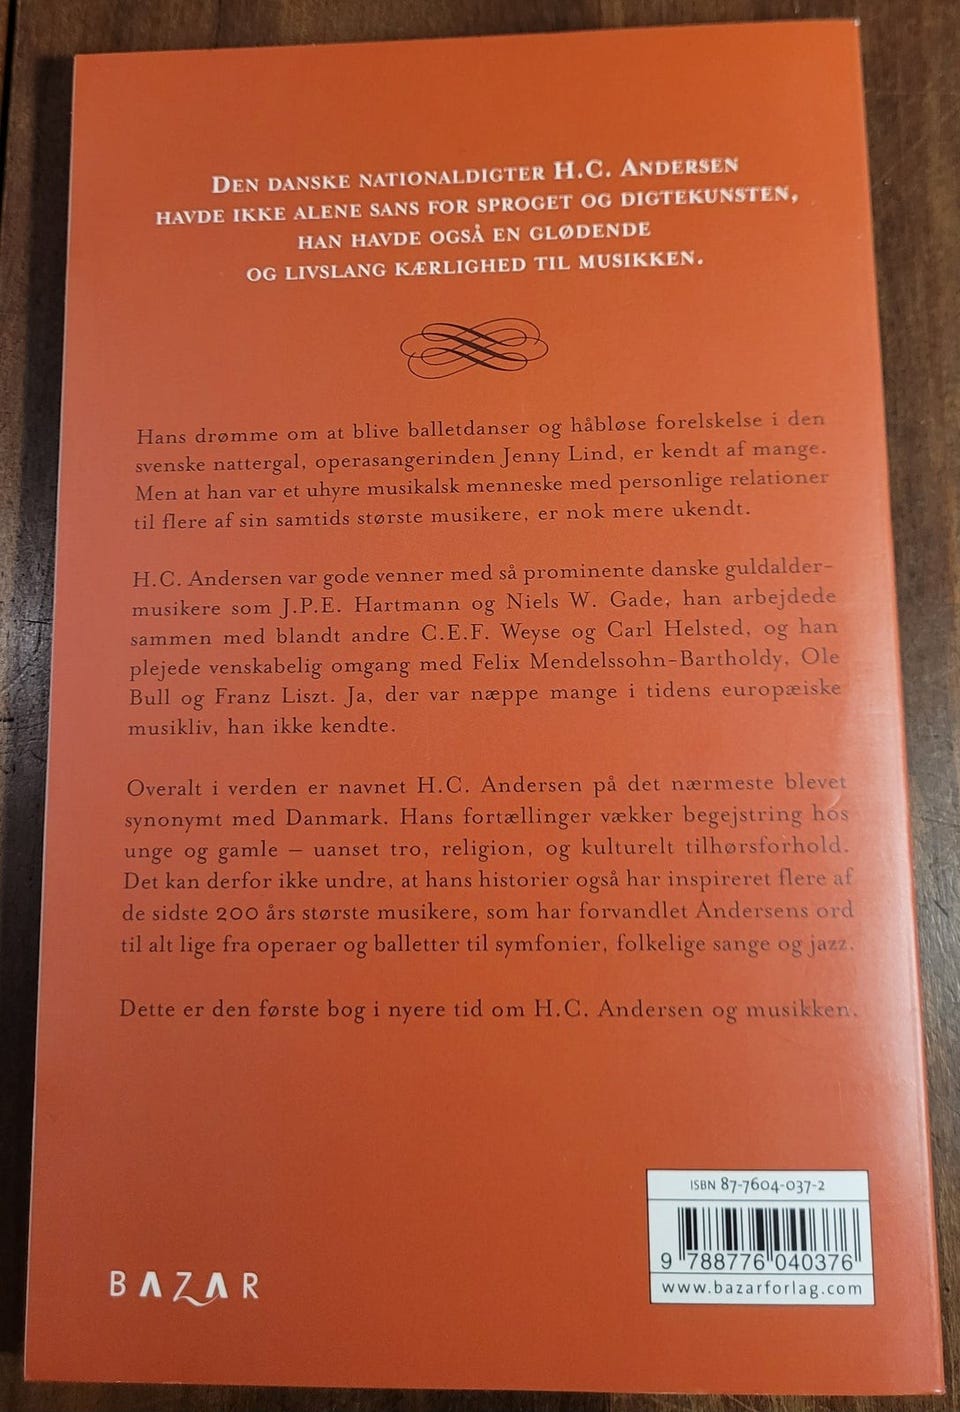 DEN DANSKE NATIONALDIGTER H.C. ANDERSEN
HAVDE IKKE ALENE SANS FOR SPROGET OG DIGTEKUNSTEN,
HAN HAVDE OGSÅ EN GLØDENDE
OG LIVSLANG KÆRLIGHED TIL MUSIKKEN.
Hans drømme om at blive balletdanser og håbløse forelskelse i den
svenske nattergal, operasangerinden Jenny Lind, er kendt af mange.
Men at han var et uhyre musikalsk menneske med personlige relationer
til flere af sin samtids største musikere, er nok mere ukendt.
H.C. Andersen var gode venner med så prominente danske guldalder-
musikere som J.P.E. Hartmann og Niels W. Gade, han arbejdede
sammen med blandt andre C.E.F. Weyse og Carl Helsted, og han
plejede venskabelig omgang med Felix Mendelssohn-Bartholdy, Ole
Bull og Franz Liszt. Ja, der var næppe mange i tidens europæiske
musikliv, han ikke kendte.
Overalt i verden er navnet H.C. Andersen på det nærmeste blevet
synonymt med Danmark. Hans fortællinger vækker begejstring hos
unge og gamle – uanset tro, religion, og kulturelt tilhørsforhold.
Det kan derfor ikke undre, at hans historier også har inspireret flere af
de sidste 200 års største musikere, som har forvandlet Andersens ord
til alt lige fra operaer og balletter til symfonier, folkelige sange og jazz.
Dette er den første bog i nyere tid om H.C. Andersen og musikken.
ISBN 87-7604-037-2
9 788776 040376
www.bazarforlag.com
BAZAR